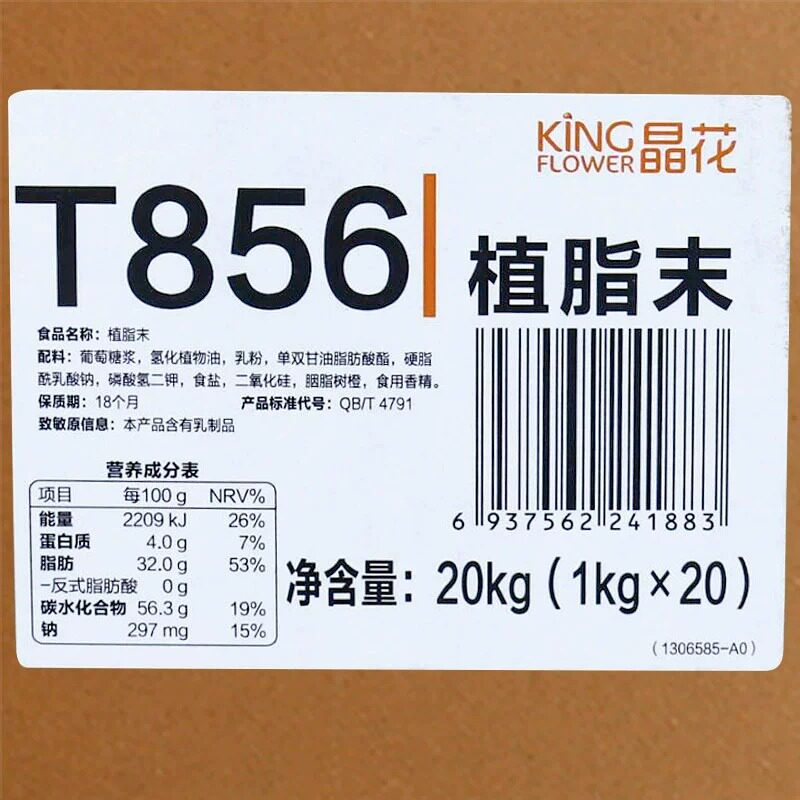 KING
FLOWER 晶花
T856
植脂末
食品名称：植脂末
配料：葡萄糖浆，氢化植物油，乳粉，单双甘油脂肪酸酯，硬脂
酰乳酸钠，磷酸氢二钾，食盐，二氧化硅，胭脂树橙，食用香精。
保质期：18个月 产品标准代号：QB/T 4791
致敏原信息：本产品含有乳制品
营养成分表
项目 每100 g NRV%
能量 2209 kJ 26%
蛋白质 4.0 g 7%
脂肪 32.0 g 53%
-反式脂肪酸 0 g
碳水化合物 56.3 g 19%
钠 297 mg 15%
6 937562 241883
净含量：20kg（1kg×20）
（1306585-A0）